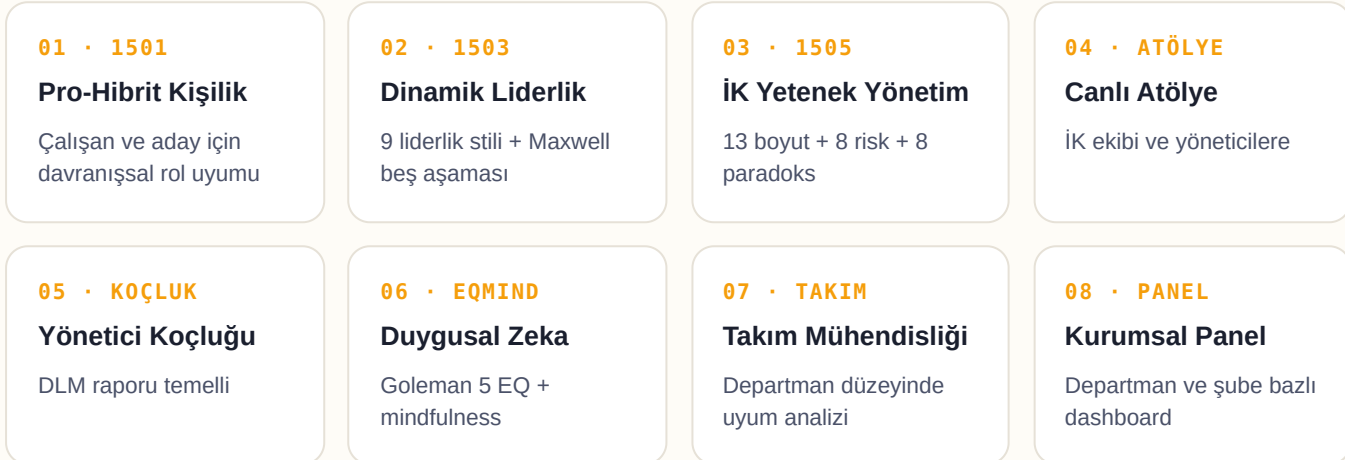 01 · 1501
Pro-Hibrit Kişilik
Çalışan ve aday için
davranışsal rol uyumu
02 · 1503
Dinamik Liderlik
9 liderlik stili + Maxwell
beş aşaması
03 · 1505
İK Yetenek Yönetim
13 boyut + 8 risk + 8
paradoks
04 · ATÖLYE
Canlı Atölye
İK ekibi ve yöneticilere
05 · KOÇLUK
Yönetici Koçluğu
DLM raporu temelli
06 · EQMIND
Duygusal Zeka
Goleman 5 EQ +
mindfulness
07 · TAKIM
Takım Mühendisliği
Departman düzeyinde
uyum analizi
08 · PANEL
Kurumsal Panel
Departman ve şube bazlı
dashboard